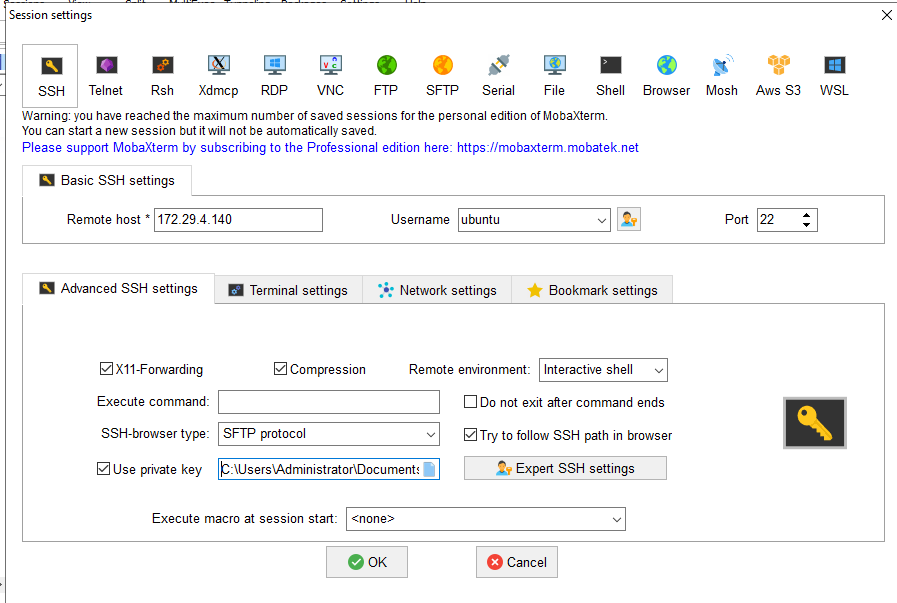 Session settings
SSH Telnet Rsh Xdmcp RDP VNC FTP SFTP Serial File Shell Browser Mosh Aws S3 WSL
Warning: you have reached the maximum number of saved sessions for the personal edition of MobaXterm.
You can start a new session but it will not be automatically saved.
Please support MobaXterm by subscribing to the Professional edition here: https://mobaxterm.mobatek.net
Basic SSH settings
Remote host * 172.29.4.140 Username ubuntu Port 22
Advanced SSH settings Terminal settings Network settings Bookmark settings
X11-Forwarding Compression Remote environment: Interactive shell
Execute command: Do not exit after command ends
SSH-browser type: SFTP protocol Try to follow SSH path in browser
Use private key C:\Users\Administrator\Documents Expert SSH settings
Execute macro at session start: <none>
OK Cancel